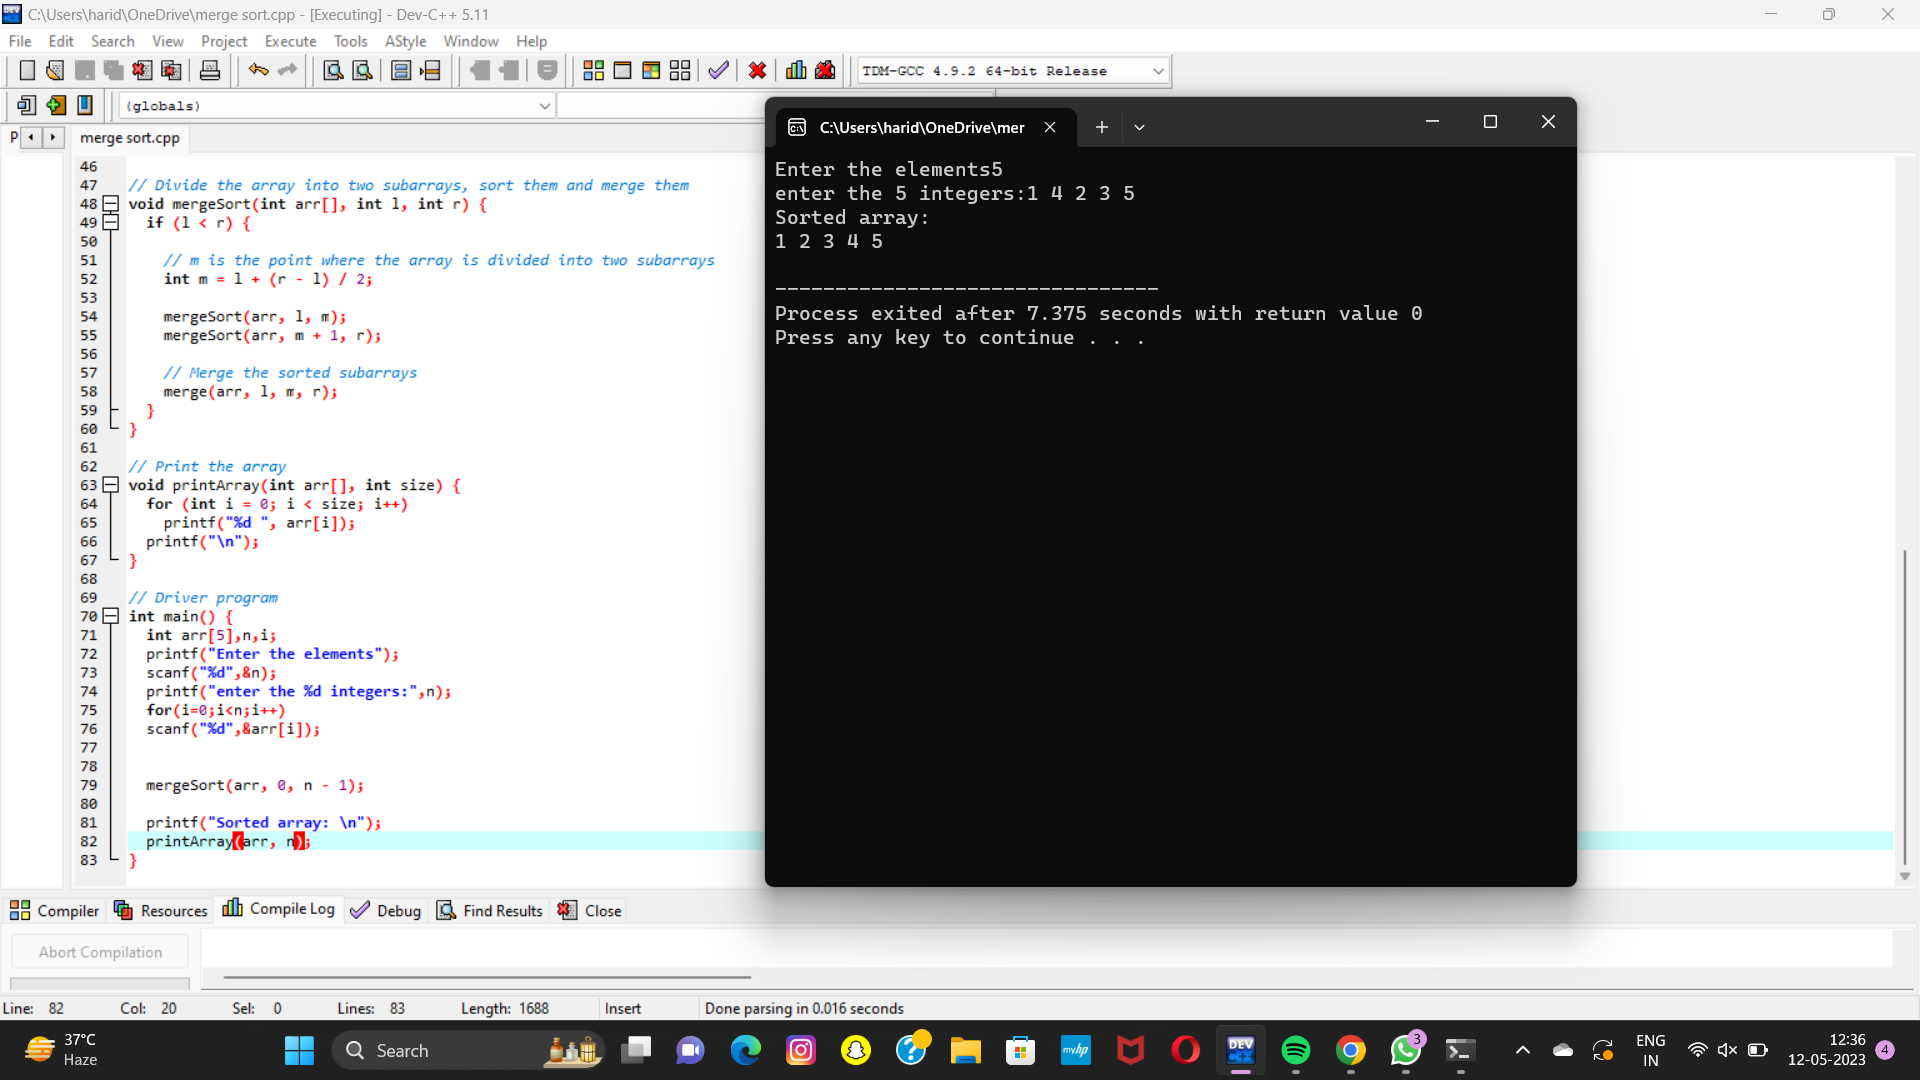 C:\Users\harid\OneDrive\merge sort.cpp - [Executing] - Dev-C++ 5.11
File Edit Search View Project Execute Tools AStyle Window Help
TDM-GCC 4.9.2 64-bit Release
(globals)
P
merge sort.cpp
46
47 // Divide the array into two subarrays, sort them and merge them
48 void mergeSort(int arr[], int l, int r) {
49 if (l < r) {
50
51 // m is the point where the array is divided into two subarrays
52 int m = l + (r - l) / 2;
53
54 mergeSort(arr, l, m);
55 mergeSort(arr, m + 1, r);
56
57 // Merge the sorted subarrays
58 merge(arr, l, m, r);
59 }
60 }
61
62 // Print the array
63 void printArray(int arr[], int size) {
64 for (int i = 0; i < size; i++)
65 printf("%d ", arr[i]);
66 printf("\n");
67 }
68
69 // Driver program
70 int main() {
71 int arr[5],n,i;
72 printf("Enter the elements");
73 scanf("%d",&n);
74 printf("enter the %d integers:",n);
75 for(i=0;i<n;i++)
76 scanf("%d",&arr[i]);
77
78
79 mergeSort(arr, 0, n - 1);
80
81 printf("Sorted array: \n");
82 printArray(arr, n);
83 }
C:\Users\harid\OneDrive\mer
Enter the elements5
enter the 5 integers:1 4 2 3 5
Sorted array:
1 2 3 4 5
--------------------------------
Process exited after 7.375 seconds with return value 0
Press any key to continue . . .
Compiler Resources Compile Log Debug Find Results Close
Abort Compilation
Line: 82 Col: 20 Sel: 0 Lines: 83 Length: 1688 Insert Done parsing in 0.016 seconds
37°C
Haze
Search
myhp
DEV
3
ENG
IN
12:36
12-05-2023
4